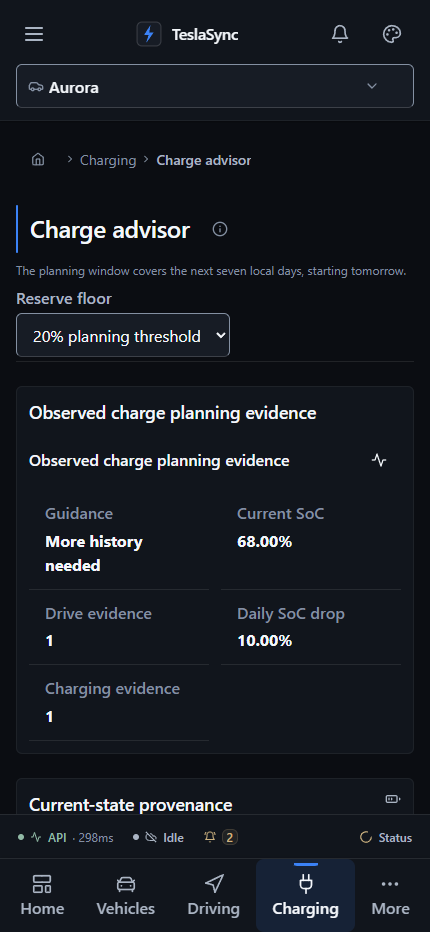 TeslaSync
Aurora
Charging
Charge advisor
Charge advisor
The planning window covers the next seven local days, starting tomorrow.
Reserve floor
20% planning threshold
Observed charge planning evidence
Observed charge planning evidence
Guidance
More history
needed
Current SoC
68.00%
Drive evidence
1
Daily SoC drop
10.00%
Charging evidence
1
Current-state provenance
API · 298ms
Idle
2
Status
Home
Vehicles
Driving
Charging
More